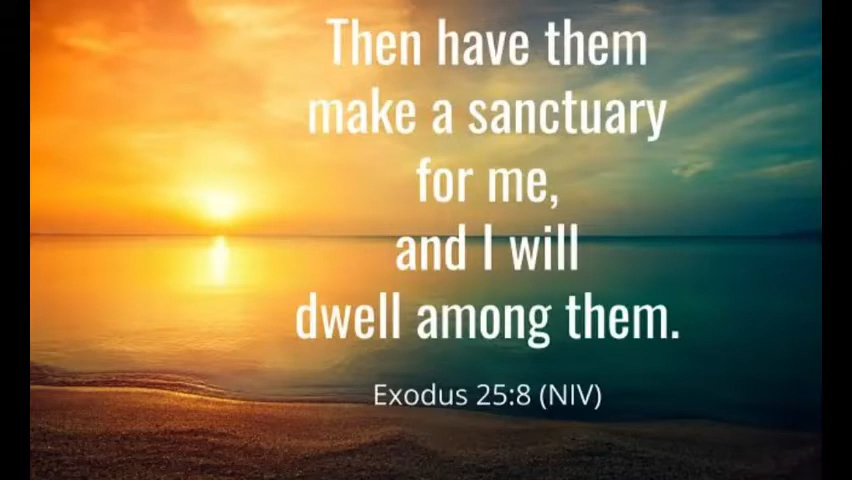 Then have them
make a sanctuary
for me,
and I will
dwell among them.
Exodus 25:8 (NIV)